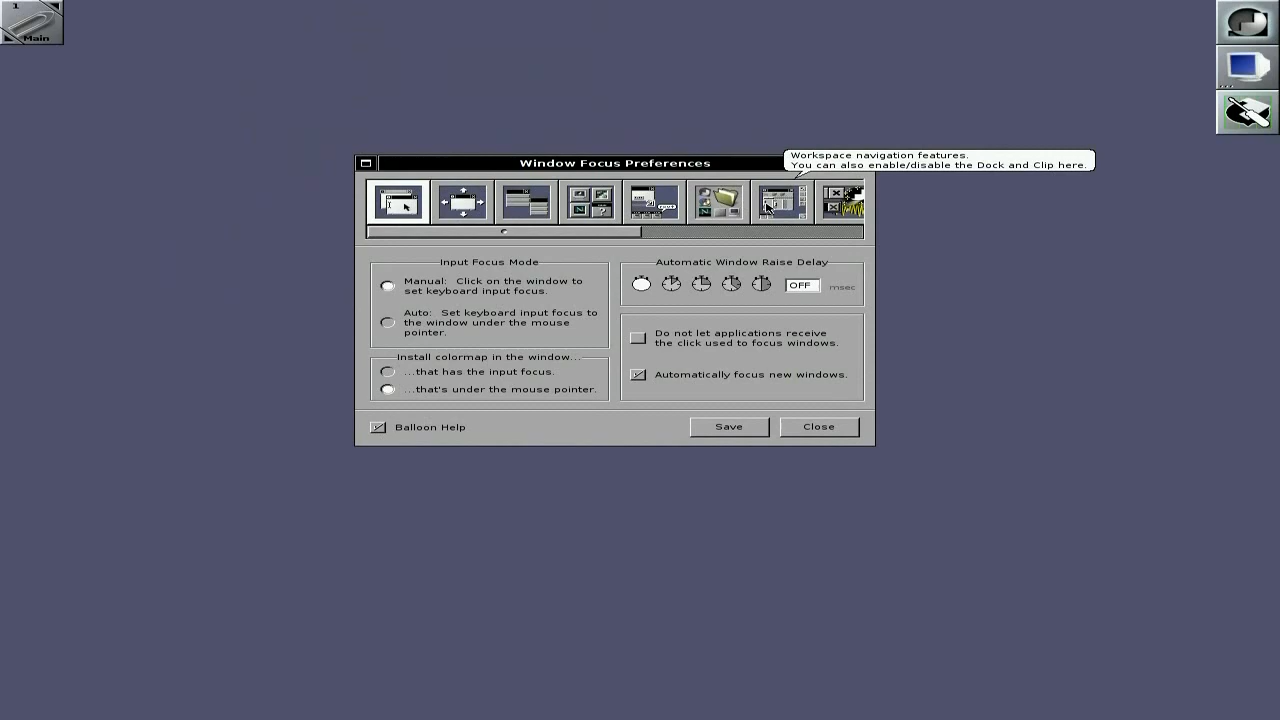 1
Main
Window Focus Preferences
Workspace navigation features.
You can also enable/disable the Dock and Clip here.
Input Focus Mode
Manual: Click on the window to
set keyboard input focus.
Auto: Set keyboard input focus to
the window under the mouse
pointer.
Install colormap in the window...
...that has the input focus.
...that's under the mouse pointer.
Automatic Window Raise Delay
OFF
msec
Do not let applications receive
the click used to focus windows.
Automatically focus new windows.
Balloon Help
Save
Close